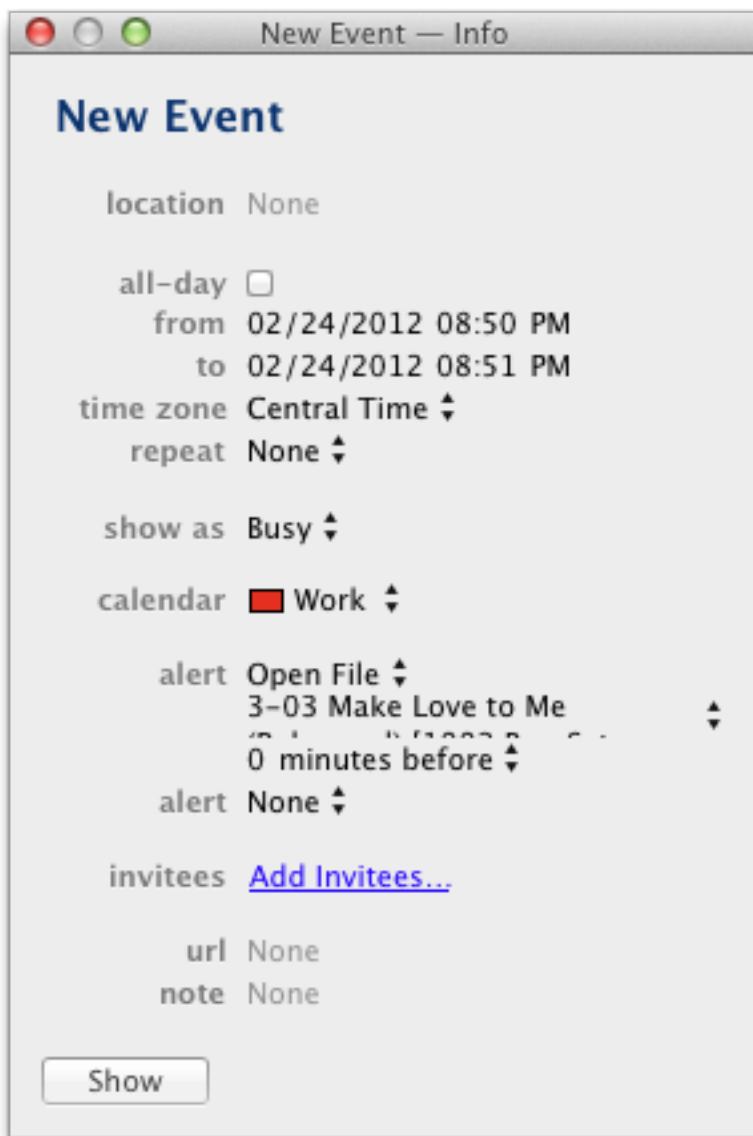 New Event — Info
New Event
location None
all-day
from 02/24/2012 08:50 PM
to 02/24/2012 08:51 PM
time zone Central Time
repeat None
show as Busy
calendar Work
alert Open File
3-03 Make Love to Me
0 minutes before
alert None
invitees Add Invitees...
url None
note None
Show